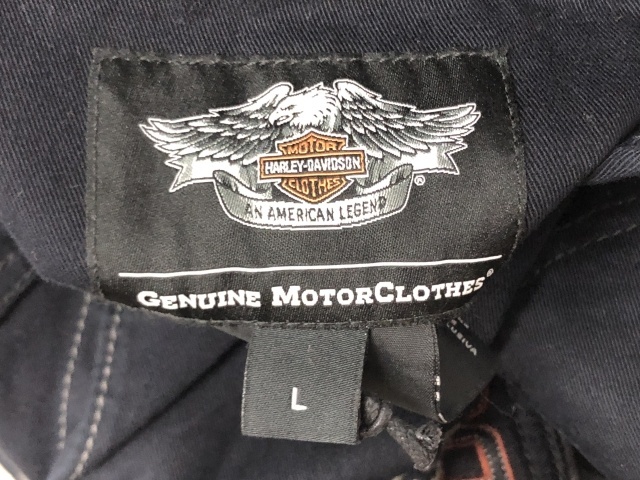 MOTOR
HARLEY-DAVIDSON
CLOTHES
®
AN AMERICAN LEGEND
GENUINE MOTORCLOTHES®
L